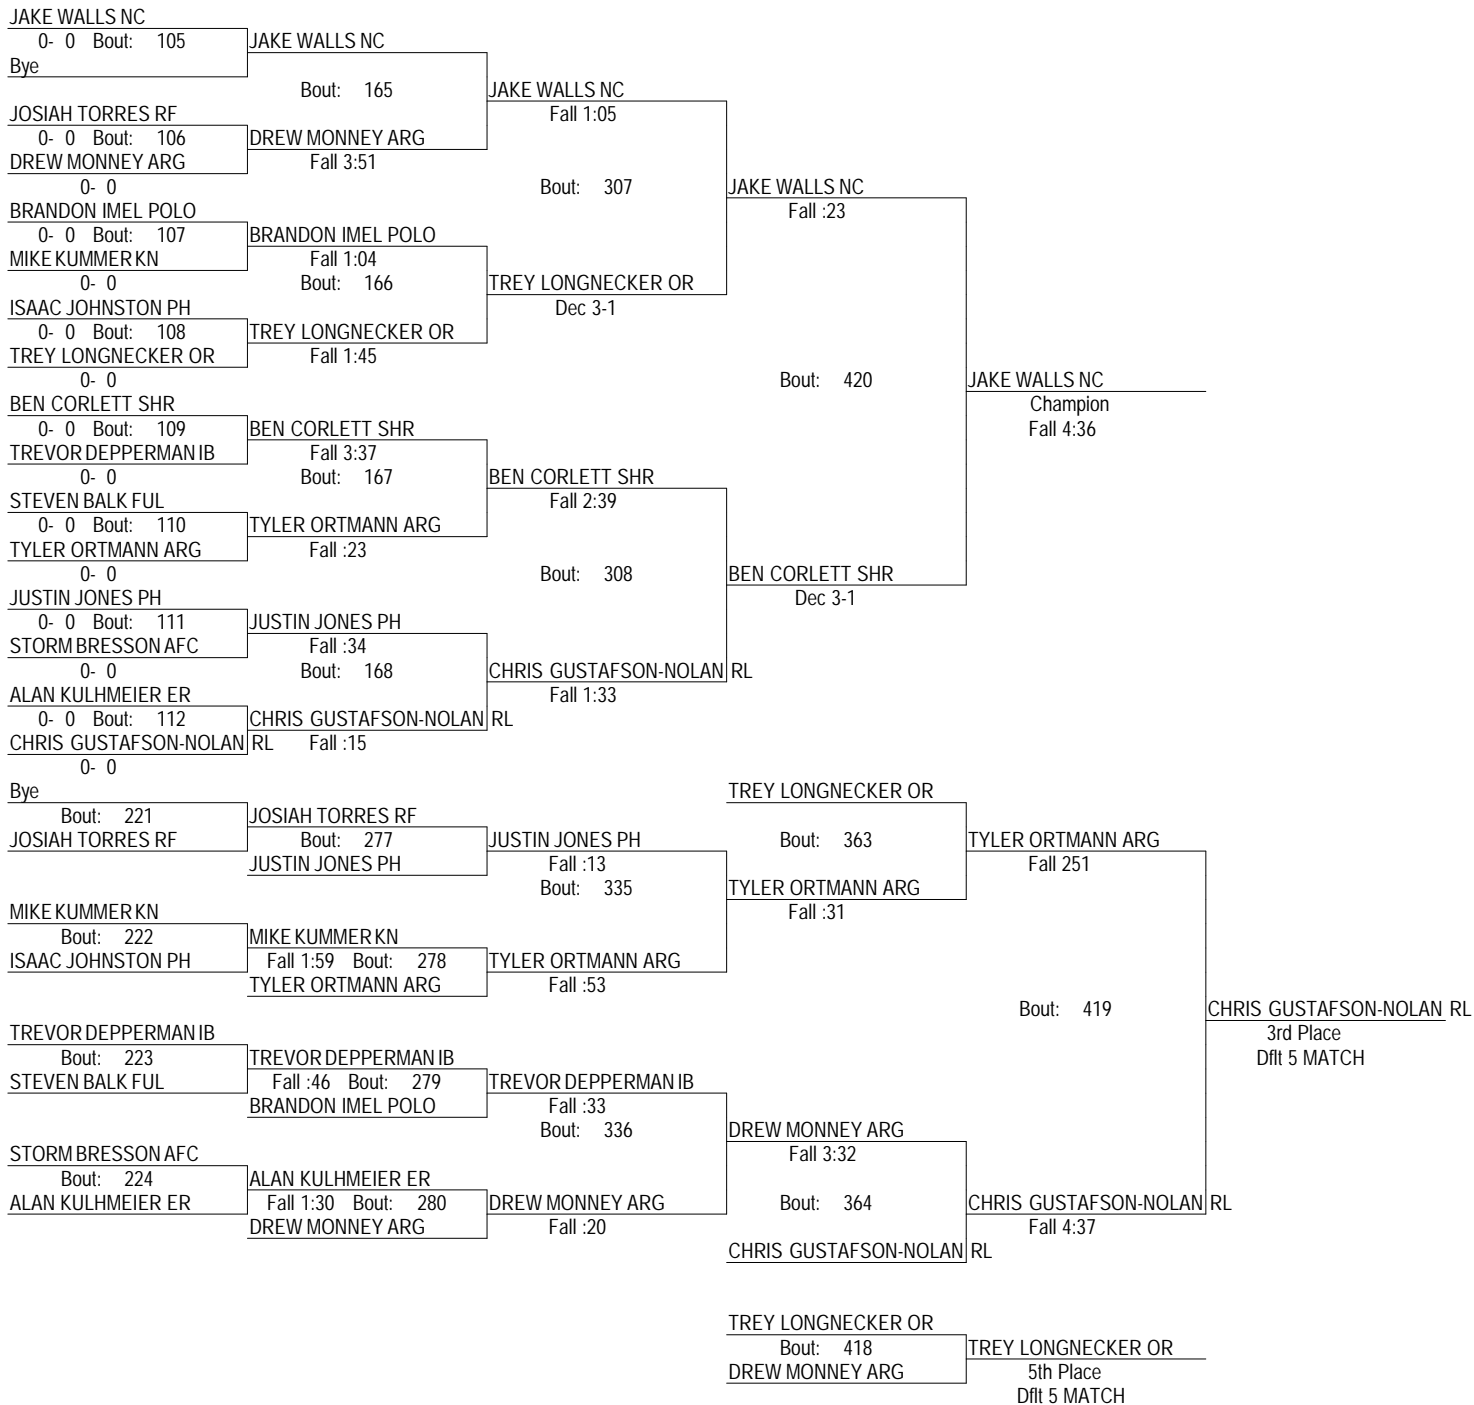 JAKE WALLS NC
0- 0 Bout: 105 JAKE WALLS NC
Bye
Bout: 165 JAKE WALLS NC
JOSIAH TORRES RF Fall 1:05
0- 0 Bout: 106 DREW MONNEY ARG
DREW MONNEY ARG Fall 3:51
0- 0 Bout: 307 JAKE WALLS NC
BRANDON IMEL POLO Fall :23
0- 0 Bout: 107 BRANDON IMEL POLO
MIKE KUMMER KN Fall 1:04
0- 0 Bout: 166 TREY LONGNECKER OR
ISAAC JOHNSTON PH Dec 3-1
0- 0 Bout: 108 TREY LONGNECKER OR
TREY LONGNECKER OR Fall 1:45
0- 0 Bout: 420 JAKE WALLS NC
BEN CORLETT SHR Champion
0- 0 Bout: 109 BEN CORLETT SHR Fall 4:36
TREVOR DEPPERMAN IB Fall 3:37
0- 0 Bout: 167 BEN CORLETT SHR
STEVEN BALK FUL Fall 2:39
0- 0 Bout: 110 TYLER ORTMANN ARG
TYLER ORTMANN ARG Fall :23
0- 0 Bout: 308 BEN CORLETT SHR
JUSTIN JONES PH Dec 3-1
0- 0 Bout: 111 JUSTIN JONES PH
STORM BRESSON AFC Fall :34
0- 0 Bout: 168 CHRIS GUSTAFSON-NOLAN RL
ALAN KULHMEIER ER Fall 1:33
0- 0 Bout: 112 CHRIS GUSTAFSON-NOLAN RL
CHRIS GUSTAFSON-NOLAN RL Fall :15
0- 0
Bye TREY LONGNECKER OR
Bout: 221 JOSIAH TORRES RF
JOSIAH TORRES RF Bout: 277 JUSTIN JONES PH Bout: 363 TYLER ORTMANN ARG
JUSTIN JONES PH Fall :13 Fall 251
Bout: 335 TYLER ORTMANN ARG
MIKE KUMMER KN Fall :31
Bout: 222 MIKE KUMMER KN
ISAAC JOHNSTON PH Fall 1:59 Bout: 278 TYLER ORTMANN ARG
TYLER ORTMANN ARG Fall :53
Bout: 419 CHRIS GUSTAFSON-NOLAN RL
TREVOR DEPPERMAN IB 3rd Place
Bout: 223 TREVOR DEPPERMAN IB Dflt 5 MATCH
STEVEN BALK FUL Fall :46 Bout: 279 TREVOR DEPPERMAN IB
BRANDON IMEL POLO Fall :33
Bout: 336 DREW MONNEY ARG
STORM BRESSON AFC Fall 3:32
Bout: 224 ALAN KULHMEIER ER
ALAN KULHMEIER ER Fall 1:30 Bout: 280 DREW MONNEY ARG Bout: 364 CHRIS GUSTAFSON-NOLAN RL
DREW MONNEY ARG Fall :20 Fall 4:37
CHRIS GUSTAFSON-NOLAN RL
TREY LONGNECKER OR
Bout: 418 TREY LONGNECKER OR
DREW MONNEY ARG 5th Place
Dflt 5 MATCH